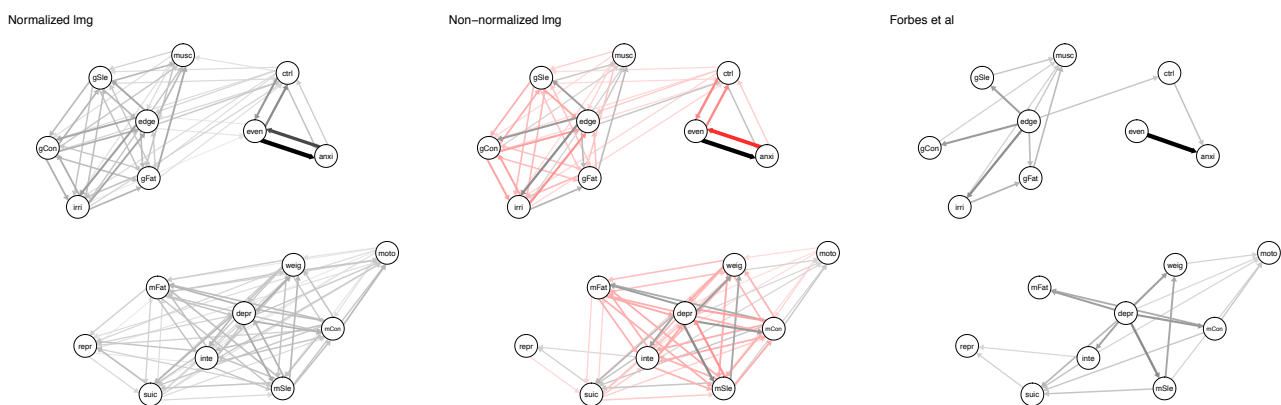 Normalized lmg
musc
gSle
ctrl
edge
even
gCon
anxi
gFat
irri
moto
weig
mFat
depr
mCon
repr
inte
suic
mSle
Non−normalized lmg
musc
gSle
ctrl
edge
even
gCon
anxi
gFat
irri
moto
weig
mFat
depr
mCon
repr
inte
suic
mSle
Forbes et al
musc
gSle
ctrl
edge
even
gCon
anxi
gFat
irri
moto
weig
mFat
depr
mCon
repr
inte
suic
mSle